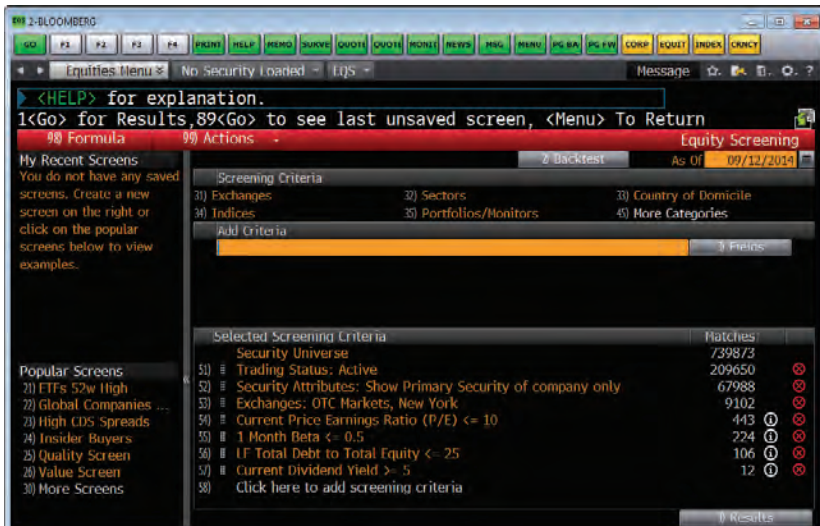 2-BLOOMBERG
GO F1 F2 F3 F4 PRINT HELP MEMO SURVE QUOTE QUOTE MONIT NEWS MSG MENU PG BA PG FW CORP EQUIT INDEX CRNCY
Equities Menu No Security Loaded EQS Message ?
<HELP> for explanation.
1<Go> for Results,89<Go> to see last unsaved screen, <Menu> To Return
98) Formula 99) Actions Equity Screening
My Recent Screens 2) Backtest As Of 09/12/2014
You do not have any saved
screens. Create a new
screen on the right or
click on the popular
screens below to view
examples.
Screening Criteria
31) Exchanges 32) Sectors 33) Country of Domicile
34) Indices 35) Portfolios/Monitors 45) More Categories
Add Criteria
3) Fields
Selected Screening Criteria Matches
Security Universe 739873
51) Trading Status: Active 209650
52) Security Attributes: Show Primary Security of company only 67988
53) Exchanges: OTC Markets, New York 9102
54) Current Price Earnings Ratio (P/E) <= 10 443
55) 1 Month Beta <= 0.5 224
56) LF Total Debt to Total Equity <= 25 106
57) Current Dividend Yield >= 5 12
58) Click here to add screening criteria
Popular Screens
21) ETFs 52w High
22) Global Companies ...
23) High CDS Spreads
24) Insider Buyers
25) Quality Screen
26) Value Screen
30) More Screens
1) Results